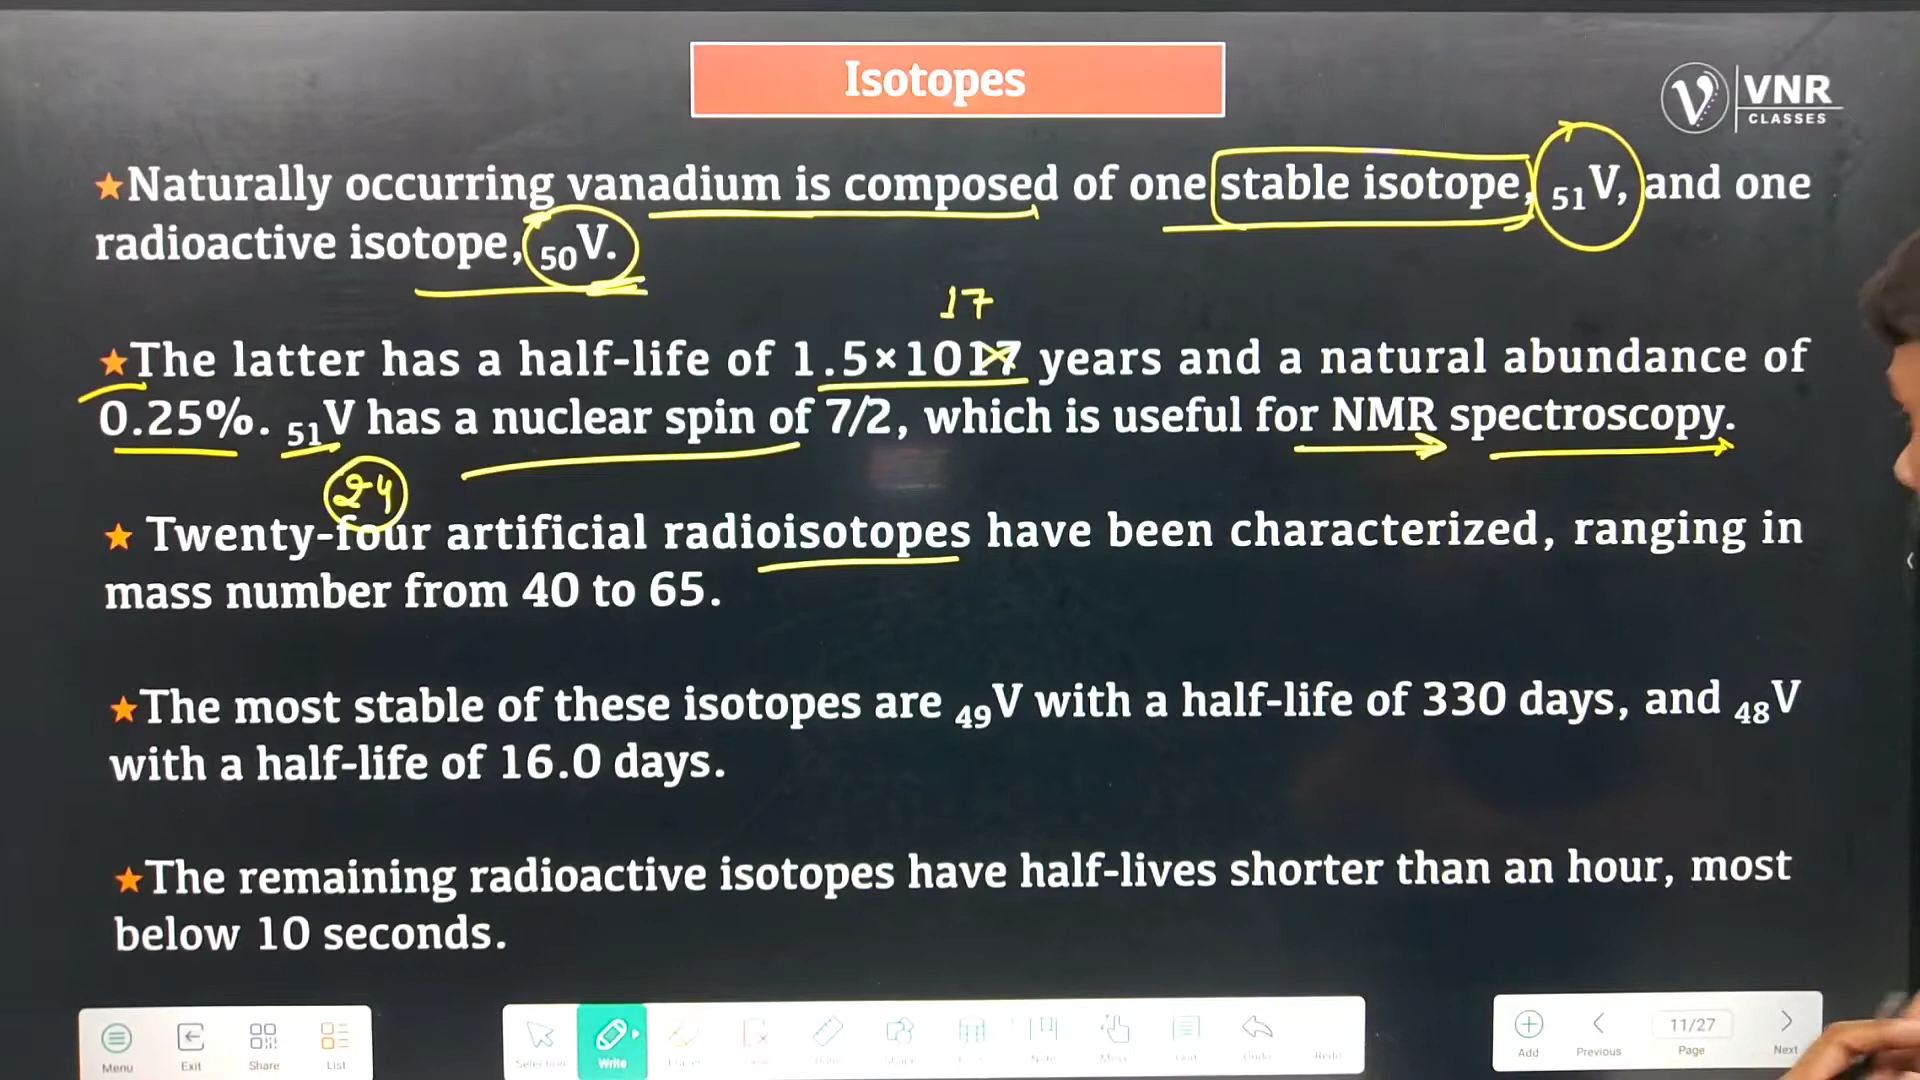 Isotopes
VNR
CLASSES
★Naturally occurring vanadium is composed of one stable isotope, ₅₁V, and one
radioactive isotope, ₅₀V.
17
★The latter has a half-life of 1.5×1017 years and a natural abundance of
0.25%. ₅₁V has a nuclear spin of 7/2, which is useful for NMR spectroscopy.
24
★ Twenty-four artificial radioisotopes have been characterized, ranging in
mass number from 40 to 65.
★The most stable of these isotopes are ₄₉V with a half-life of 330 days, and ₄₈V
with a half-life of 16.0 days.
★The remaining radioactive isotopes have half-lives shorter than an hour, most
below 10 seconds.
Menu Exit Share List Selection Write Undo Redo Add Previous 11/27 Page Next